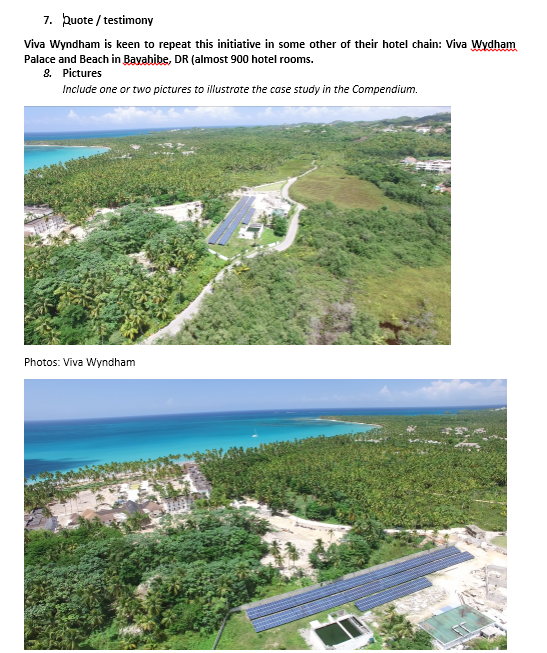 7. Quote / testimony
Viva Wyndham is keen to repeat this initiative in some other of their hotel chain: Viva Wydham
Palace and Beach in Bayahibe, DR (almost 900 hotel rooms.
8. Pictures
Include one or two pictures to illustrate the case study in the Compendium.
Photos: Viva Wyndham